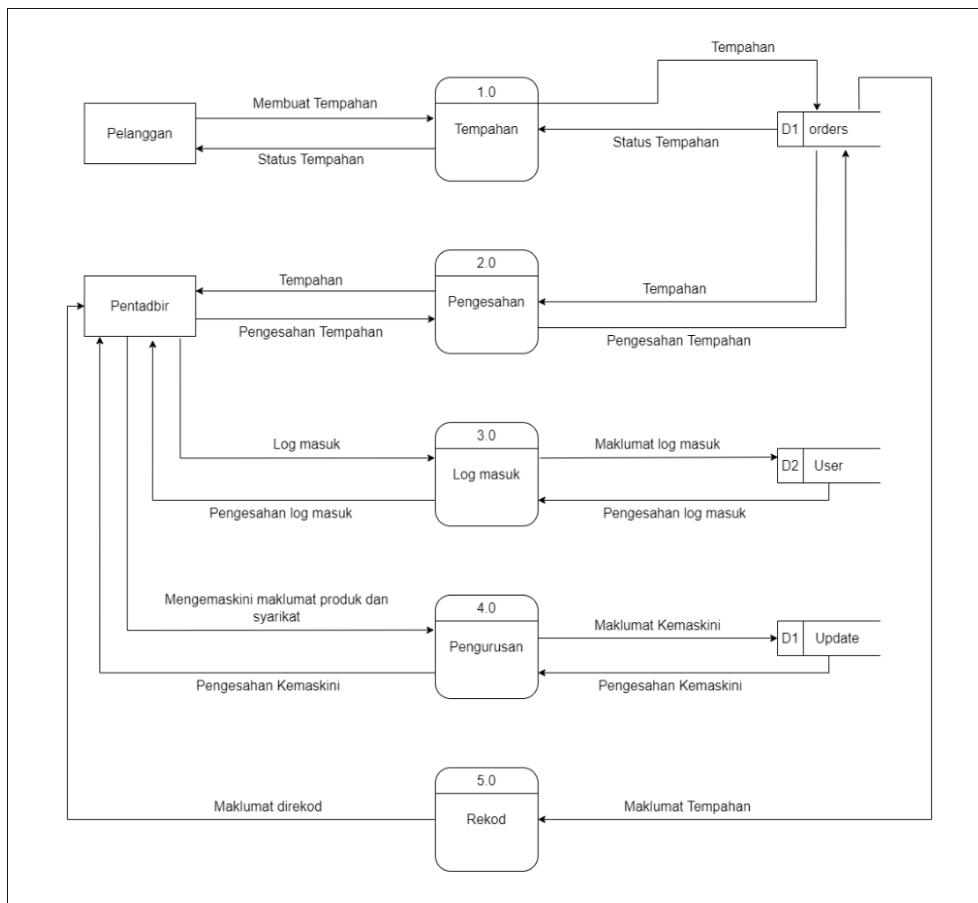 Tempahan
1.0
Membuat Tempahan
Pelanggan
Tempahan
D1 orders
Status Tempahan
Status Tempahan
2.0
Tempahan
Tempahan
Pentadbir
Pengesahan
Pengesahan Tempahan
Pengesahan Tempahan
3.0
Log masuk
Maklumat log masuk
Log masuk
D2 User
Pengesahan log masuk
Pengesahan log masuk
Mengemaskini maklumat produk dan
syarikat
4.0
Maklumat Kemaskini
Pengurusan
D1 Update
Pengesahan Kemaskini
Pengesahan Kemaskini
5.0
Maklumat direkod
Rekod
Maklumat Tempahan